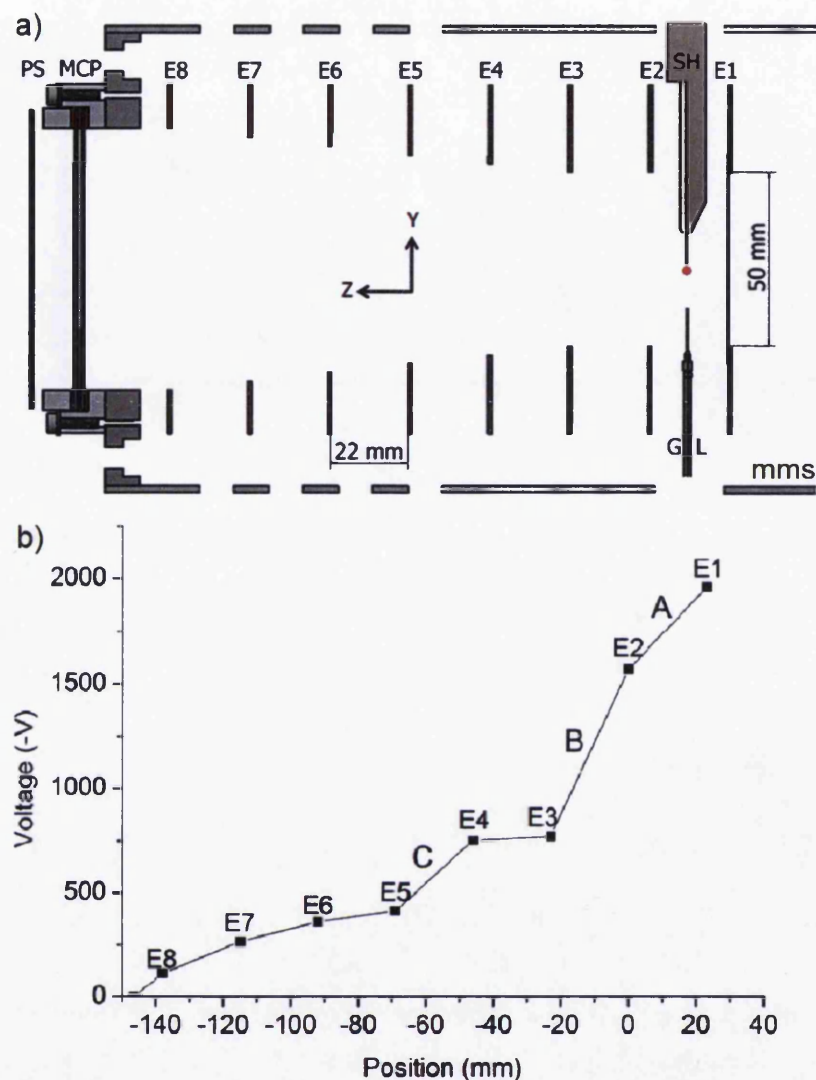 a)
PS MCP E8 E7 E6 E5 E4 E3 E2 SH E1
Y
Z
50 mm
22 mm
G L
mms
b)
Voltage (-V)
2000
1500
1000
500
0
E1
A
E2
B
E3
E4
C
E5
E6
E7
E8
-140 -120 -100 -80 -60 -40 -20 0 20 40
Position (mm)